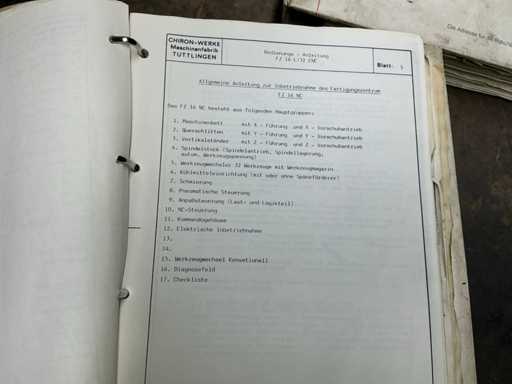 CHIRON-WERKE
Maschinenfabrik
TUTTLINGEN
Bedienungs - Anleitung
FZ 16 L/32 CNC
Blatt: 1
Allgemeine Anleitung zur Inbetriebnahme des Fertigungszentrum
FZ 16 NC
Das FZ 16 NC besteht aus folgenden Hauptgruppen:
1. Maschinenbett mit X - Führung und X - Vorschubantrieb
2. Querschlitten mit Y - Führung und Y - Vorschubantrieb
3. Vertikalständer mit Z - Führung und Z - Vorschubantrieb
4. Spindelstock (Spindelantrieb, Spindellagerung,
autom. Werkzeugspannung)
5. Werkzeugwechsler 32 Werkzeuge mit Werkzeugmagazin
6. Kühlmitteleinrichtung (mit oder ohne Späneförderer)
7. Schmierung
8. Pneumatische Steuerung
9. Anpaßsteuerung (Last- und Logikteil)
10. NC-Steuerung
11. Kommandogehäuse
12. Elektrische Inbetriebnahme
13.
14.
15. Werkzeugwechsel Konventionell
16. Diagnosefeld
17. Checkliste
Die Adresse für